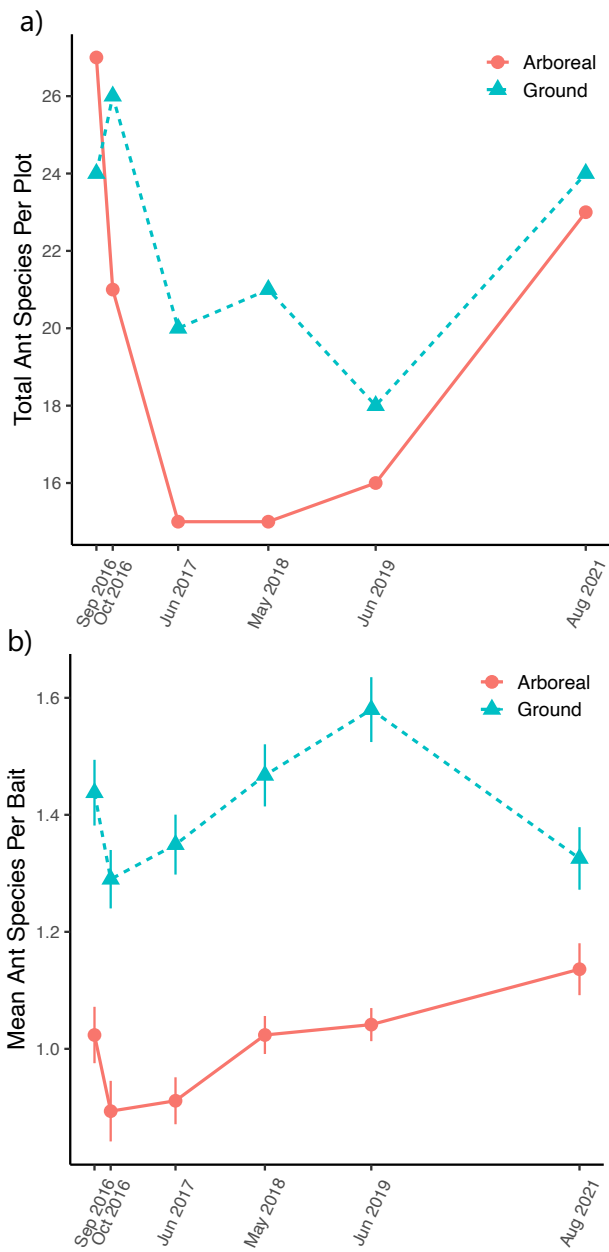 a)
Arboreal
Ground
Total Ant Species Per Plot
26
24
22
20
18
16
Sep 2016
Oct 2016
Jun 2017
May 2018
Jun 2019
Aug 2021
b)
Arboreal
Ground
Mean Ant Species Per Bait
1.6
1.4
1.2
1.0
Sep 2016
Oct 2016
Jun 2017
May 2018
Jun 2019
Aug 2021